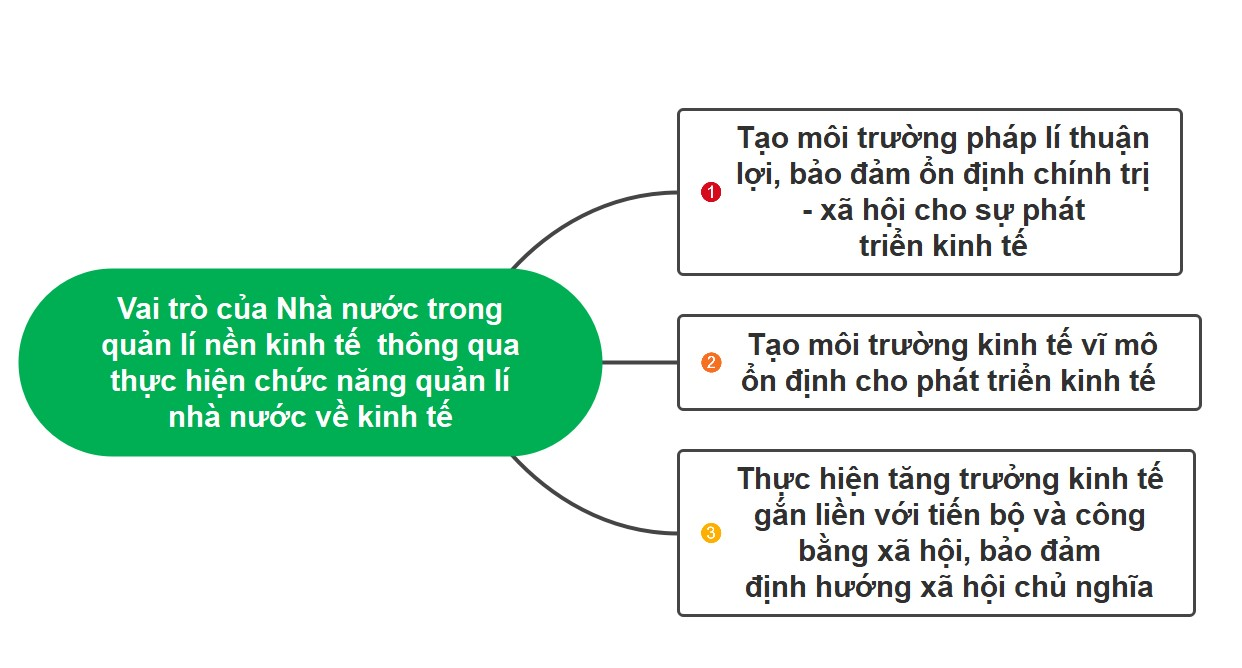 Vai trò của Nhà nước trong
quản lí nền kinh tế thông qua
thực hiện chức năng quản lí
nhà nước về kinh tế
1
Tạo môi trường pháp lí thuận
lợi, bảo đảm ổn định chính trị
- xã hội cho sự phát
triển kinh tế
2
Tạo môi trường kinh tế vĩ mô
ổn định cho phát triển kinh tế
3
Thực hiện tăng trưởng kinh tế
gắn liền với tiến bộ và công
bằng xã hội, bảo đảm
định hướng xã hội chủ nghĩa